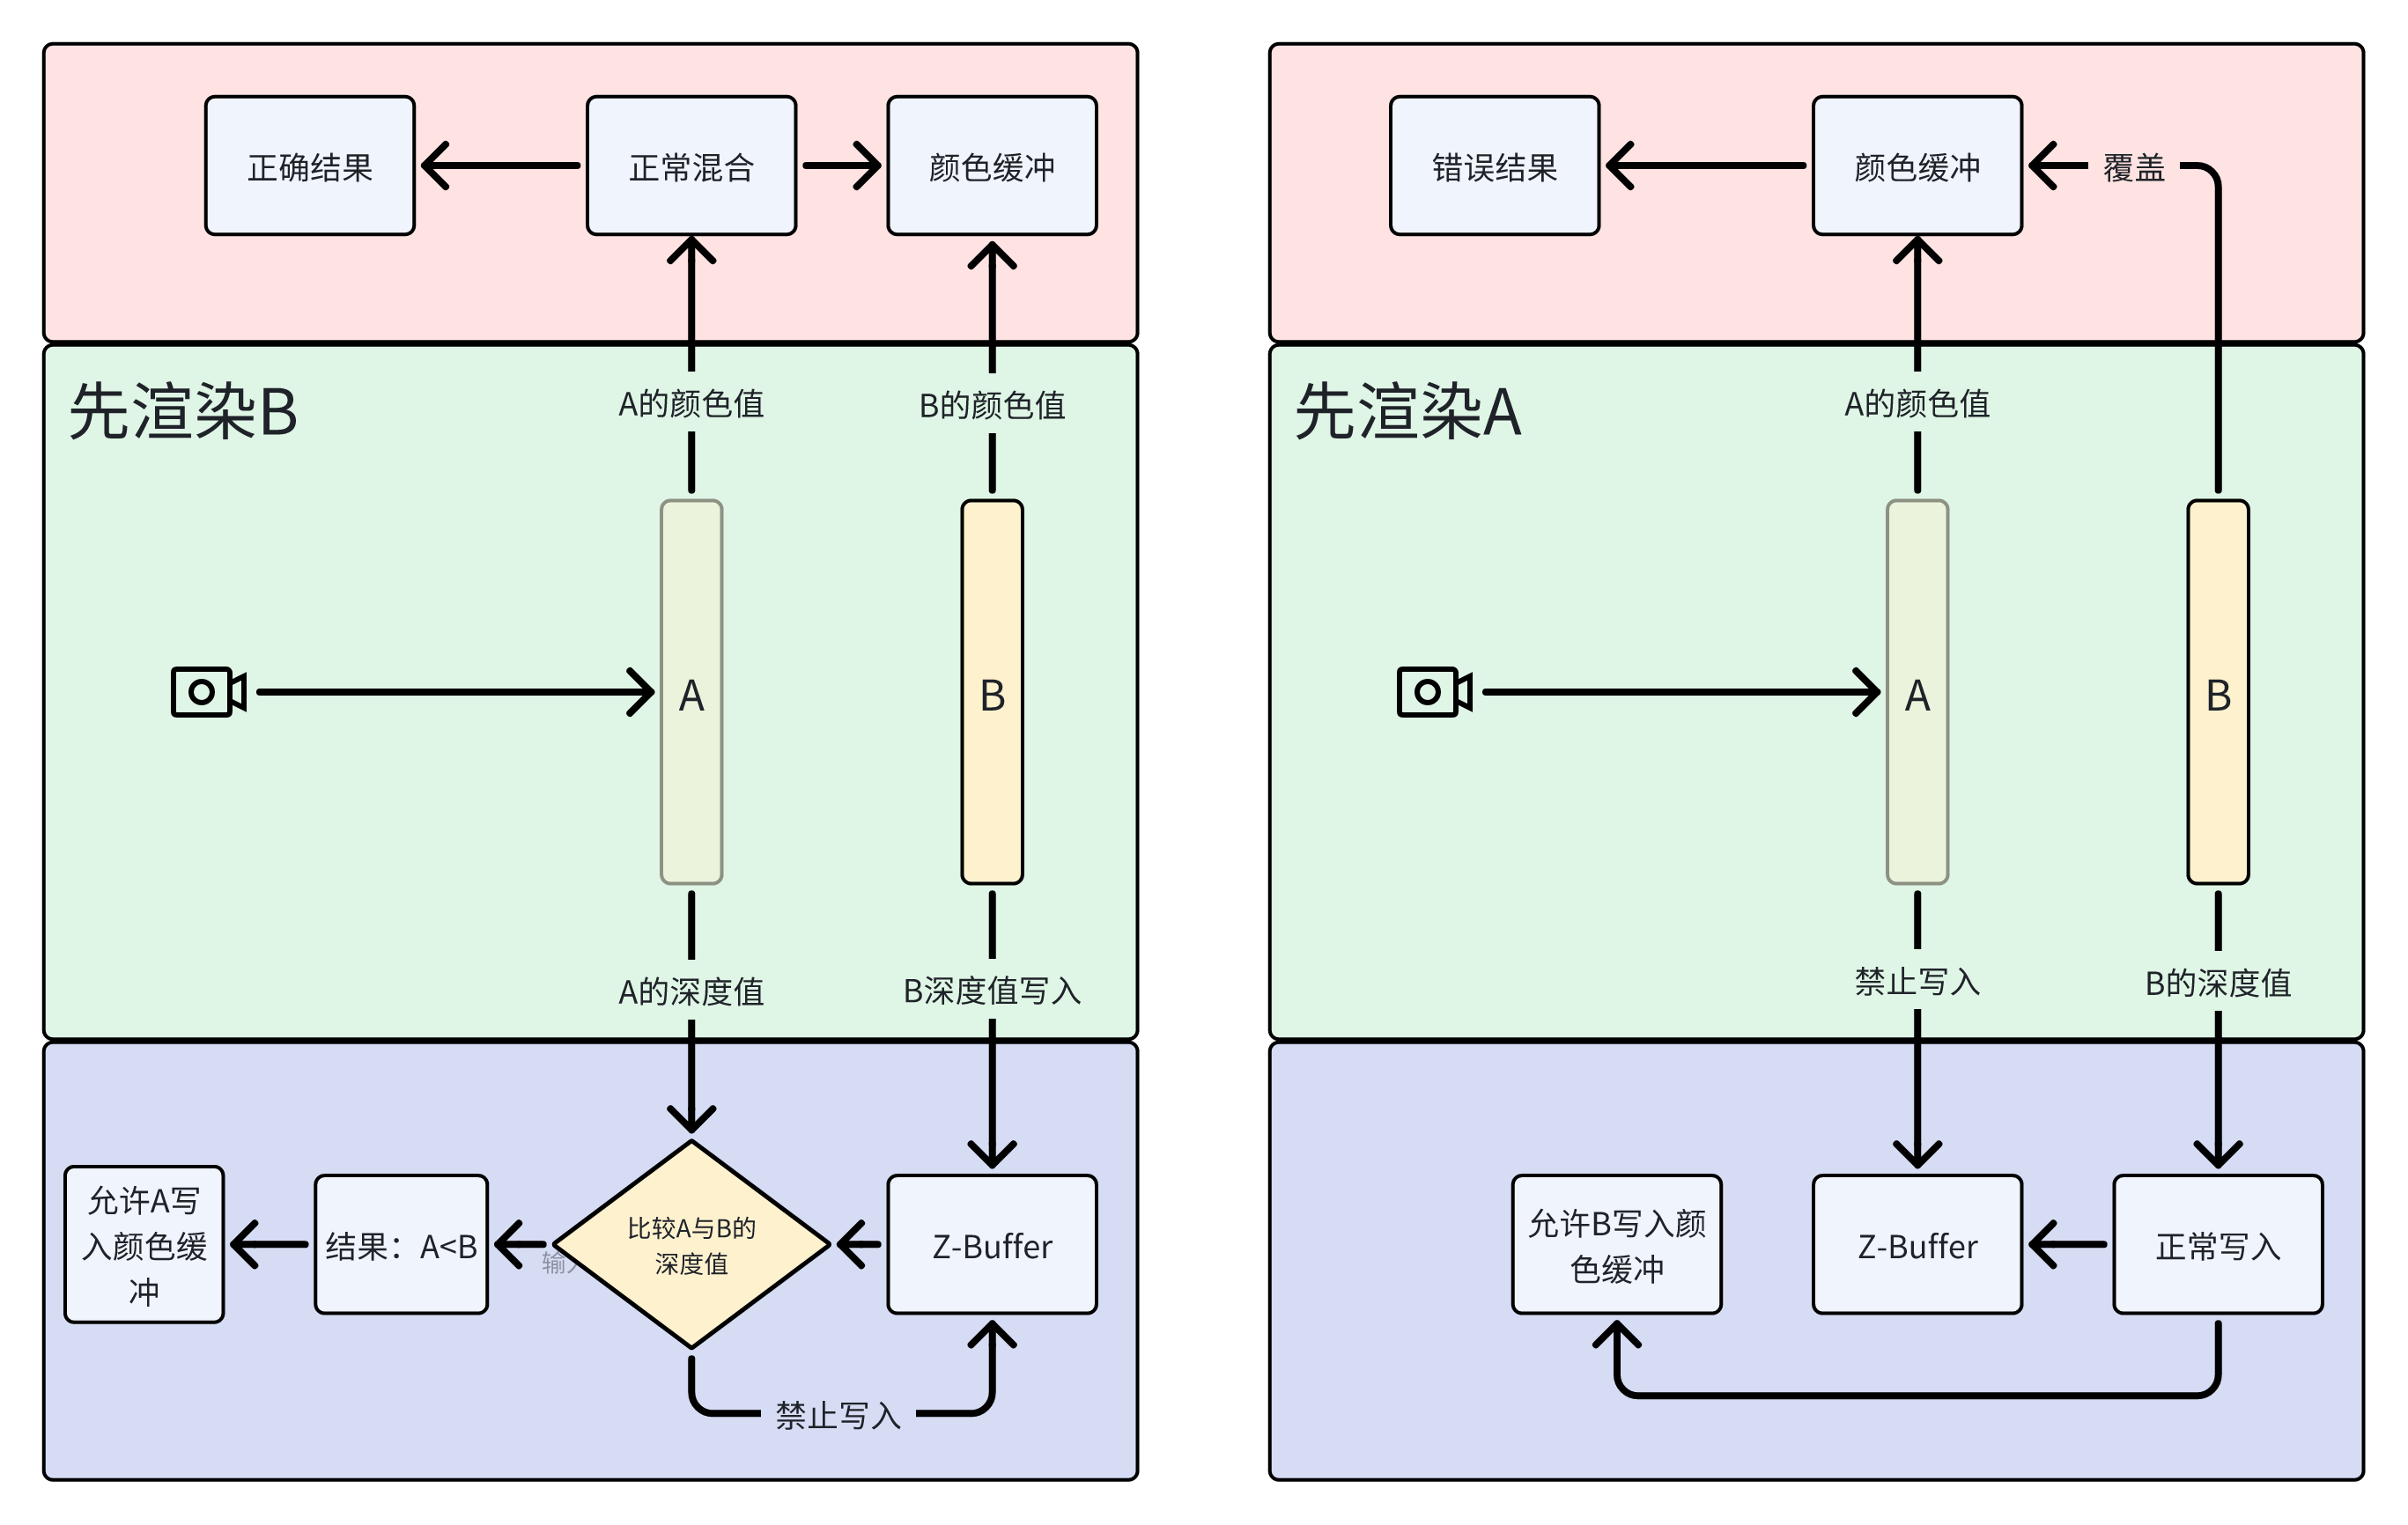 正确结果
正常混合
颜色缓冲
先渲染B
A的颜色值
B的颜色值
A
B
A的深度值
B深度值写入
允许A写
入颜色缓
冲
结果：A<B
输入
比较A与B的
深度值
Z-Buffer
禁止写入
错误结果
颜色缓冲
覆盖
先渲染A
A的颜色值
A
B
禁止写入
B的深度值
允许B写入颜
色缓冲
Z-Buffer
正常写入